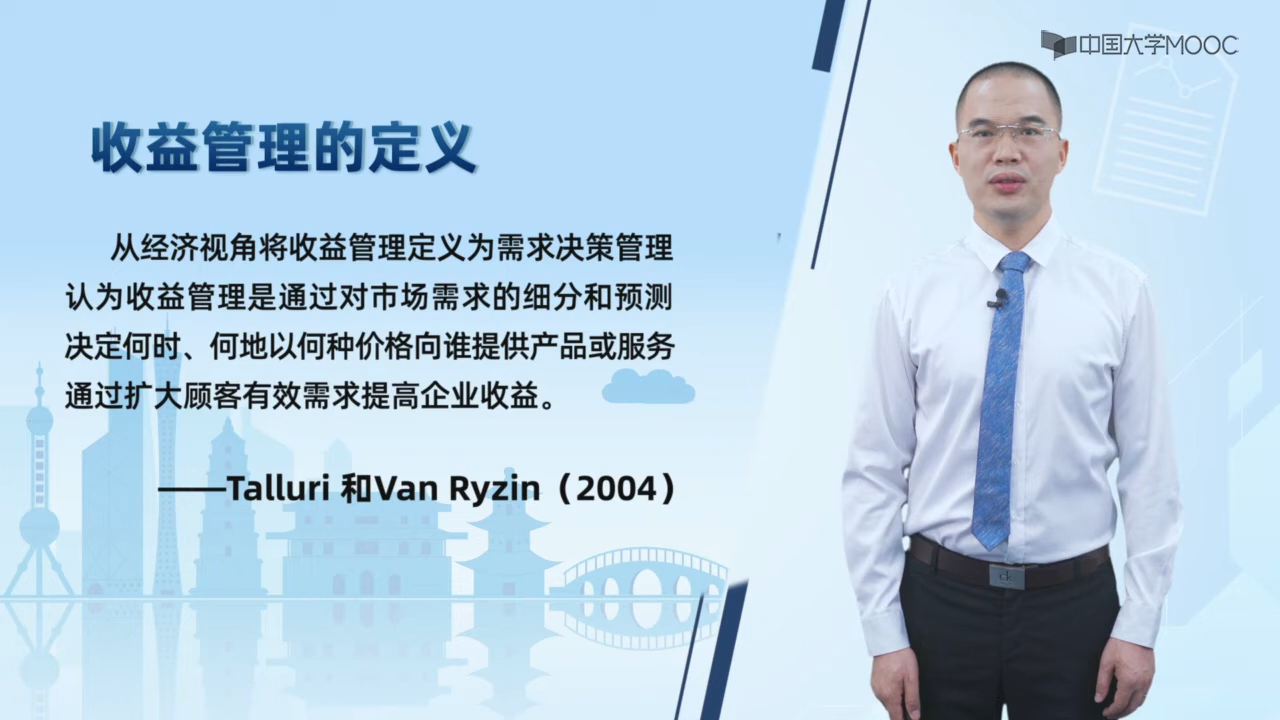 中国大学MOOC
收益管理的定义
从经济视角将收益管理定义为需求决策管理
认为收益管理是通过对市场需求的细分和预测
决定何时、何地以何种价格向谁提供产品或服务
通过扩大顾客有效需求提高企业收益。
——Talluri 和Van Ryzin（2004）
ck